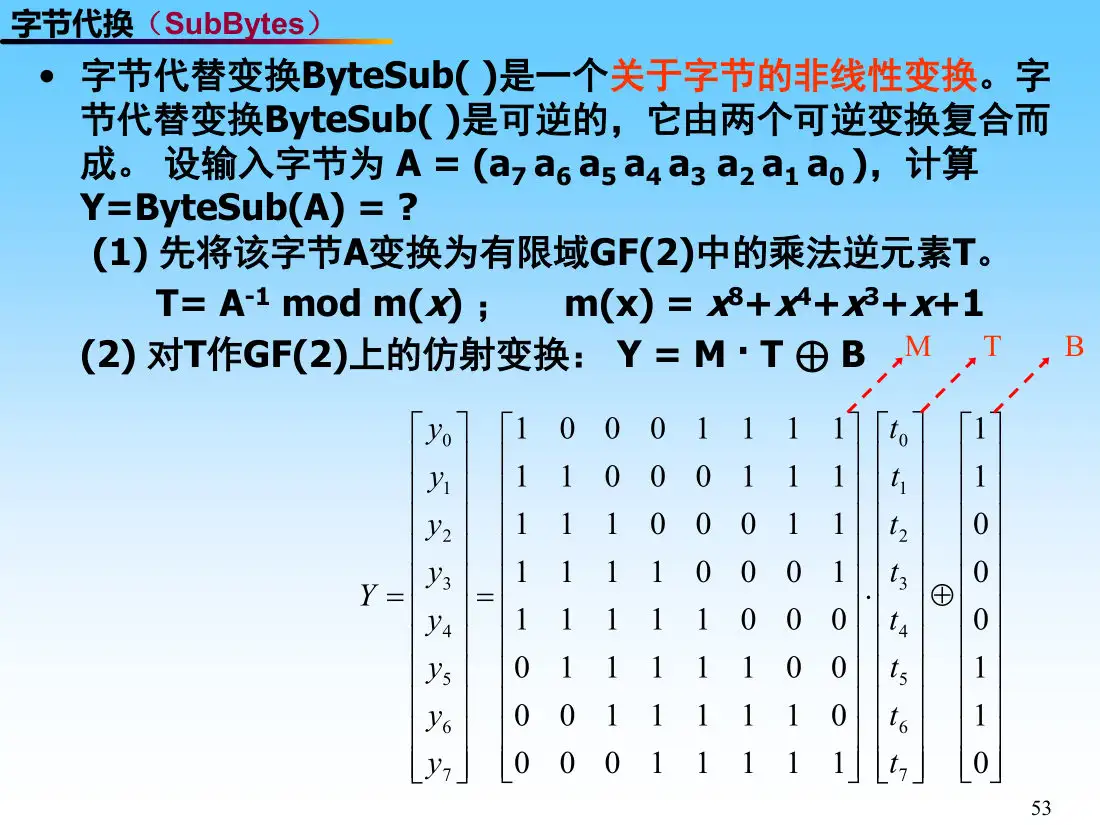 字节代换（SubBytes）
• 字节代替变换ByteSub( )是一个关于字节的非线性变换。字
节代替变换ByteSub( )是可逆的，它由两个可逆变换复合而
成。 设输入字节为 A = (a₇ a₆ a₅ a₄ a₃ a₂ a₁ a₀ )，计算
Y=ByteSub(A) = ?
(1) 先将该字节A变换为有限域GF(2)中的乘法逆元素T。
T= A⁻¹ mod m(x) ； m(x) = x⁸+x⁴+x³+x+1
(2) 对T作GF(2)上的仿射变换： Y = M · T ⊕ B
M T B
y₀ 1 0 0 0 1 1 1 1 t₀ 1
y₁ 1 1 0 0 0 1 1 1 t₁ 1
y₂ 1 1 1 0 0 0 1 1 t₂ 0
y₃ 1 1 1 1 0 0 0 1 t₃ 0
Y = = · ⊕
y₄ 1 1 1 1 1 0 0 0 t₄ 0
y₅ 0 1 1 1 1 1 0 0 t₅ 1
y₆ 0 0 1 1 1 1 1 0 t₆ 1
y₇ 0 0 0 1 1 1 1 1 t₇ 0
53